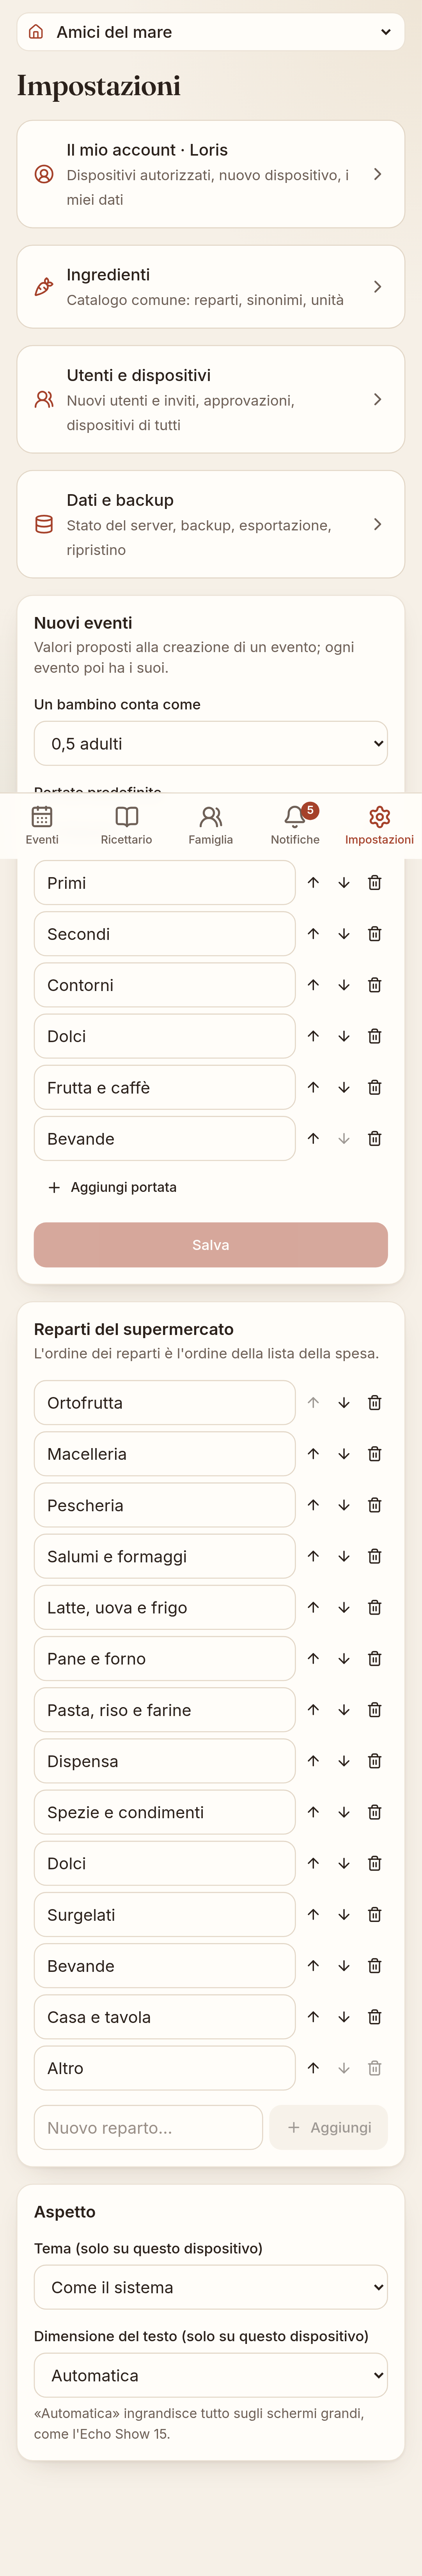 Amici del mare
Impostazioni
Il mio account · Loris
Dispositivi autorizzati, nuovo dispositivo, i
miei dati
Ingredienti
Catalogo comune: reparti, sinonimi, unità
Utenti e dispositivi
Nuovi utenti e inviti, approvazioni,
dispositivi di tutti
Dati e backup
Stato del server, backup, esportazione,
ripristino
Nuovi eventi
Valori proposti alla creazione di un evento; ogni
evento poi ha i suoi.
Un bambino conta come
0,5 adulti
Portate predefinite
5
Eventi
Ricettario
Famiglia
Notifiche
Impostazioni
Primi
Secondi
Contorni
Dolci
Frutta e caffè
Bevande
Aggiungi portata
Salva
Reparti del supermercato
L'ordine dei reparti è l'ordine della lista della spesa.
Ortofrutta
Macelleria
Pescheria
Salumi e formaggi
Latte, uova e frigo
Pane e forno
Pasta, riso e farine
Dispensa
Spezie e condimenti
Dolci
Surgelati
Bevande
Casa e tavola
Altro
Nuovo reparto...
Aggiungi
Aspetto
Tema (solo su questo dispositivo)
Come il sistema
Dimensione del testo (solo su questo dispositivo)
Automatica
«Automatica» ingrandisce tutto sugli schermi grandi,
come l'Echo Show 15.